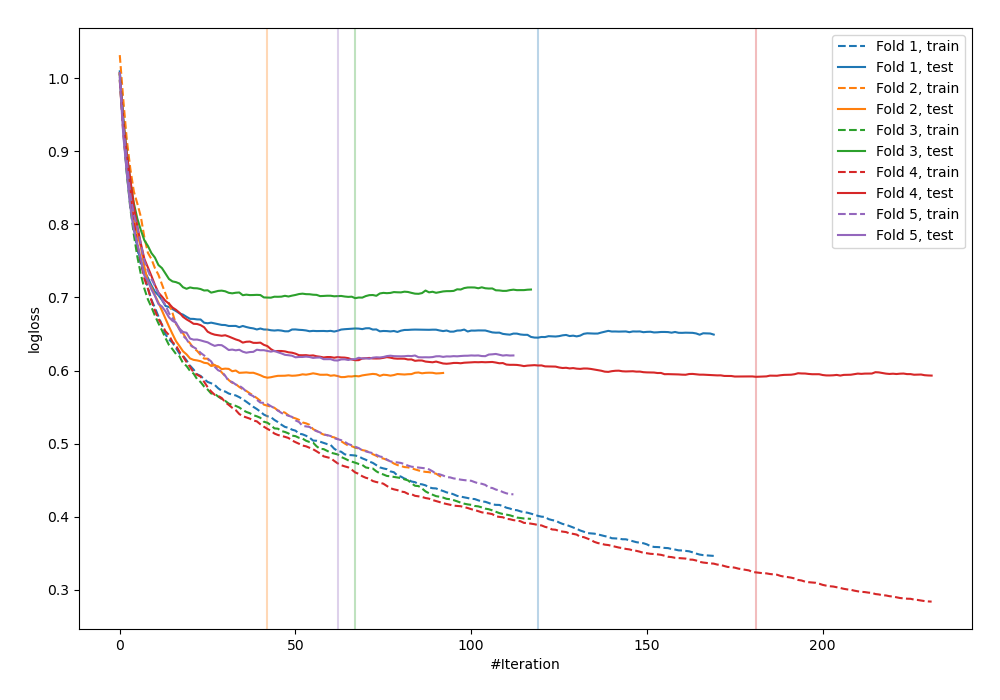 1.0
0.9
0.8
0.7
0.6
0.5
0.4
0.3
logloss
0
50
100
150
200
#Iteration
Fold 1, train
Fold 1, test
Fold 2, train
Fold 2, test
Fold 3, train
Fold 3, test
Fold 4, train
Fold 4, test
Fold 5, train
Fold 5, test